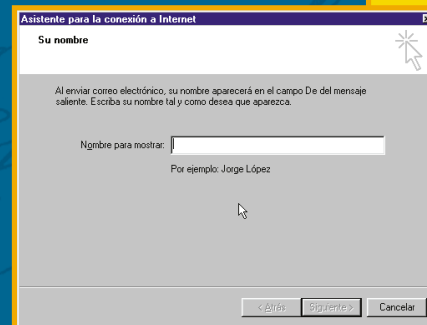 Asistente para la conexión a Internet
Su nombre
Al enviar correo electrónico, su nombre aparecerá en el campo De del mensaje
saliente. Escriba su nombre tal y como desea que aparezca.
Nombre para mostrar:
Por ejemplo: Jorge López
< Atrás Siguiente > Cancelar